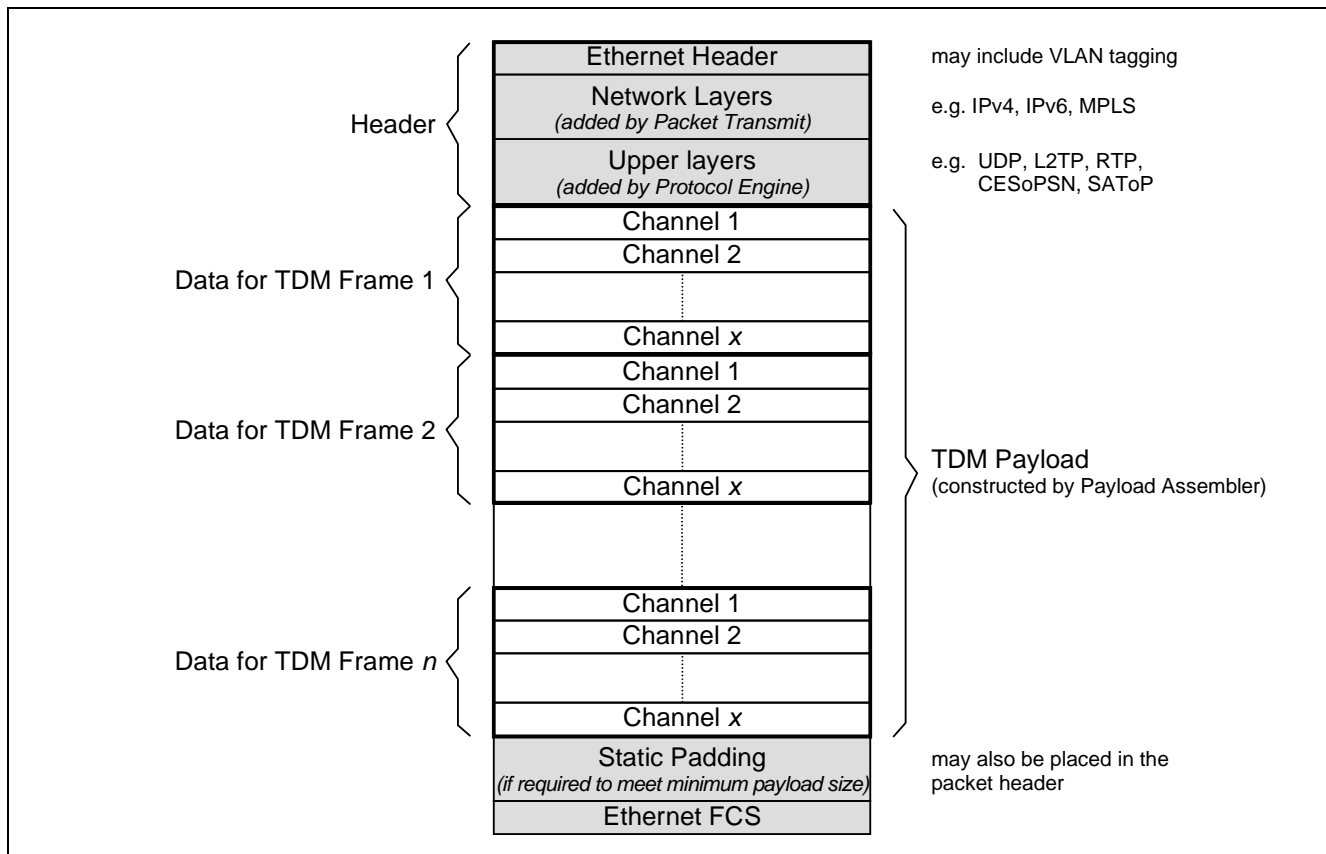 Ethernet Header
may include VLAN tagging
Network Layers
(added by Packet Transmit)
e.g. IPv4, IPv6, MPLS
Header
Upper layers
(added by Protocol Engine)
e.g. UDP, L2TP, RTP,
CESoPSN, SAToP
Channel 1
Channel 2
Data for TDM Frame 1
Channel x
Channel 1
Channel 2
Data for TDM Frame 2
Channel x
TDM Payload
(constructed by Payload Assembler)
Channel 1
Channel 2
Data for TDM Frame n
Channel x
Static Padding
(if required to meet minimum payload size)
may also be placed in the
packet header
Ethernet FCS